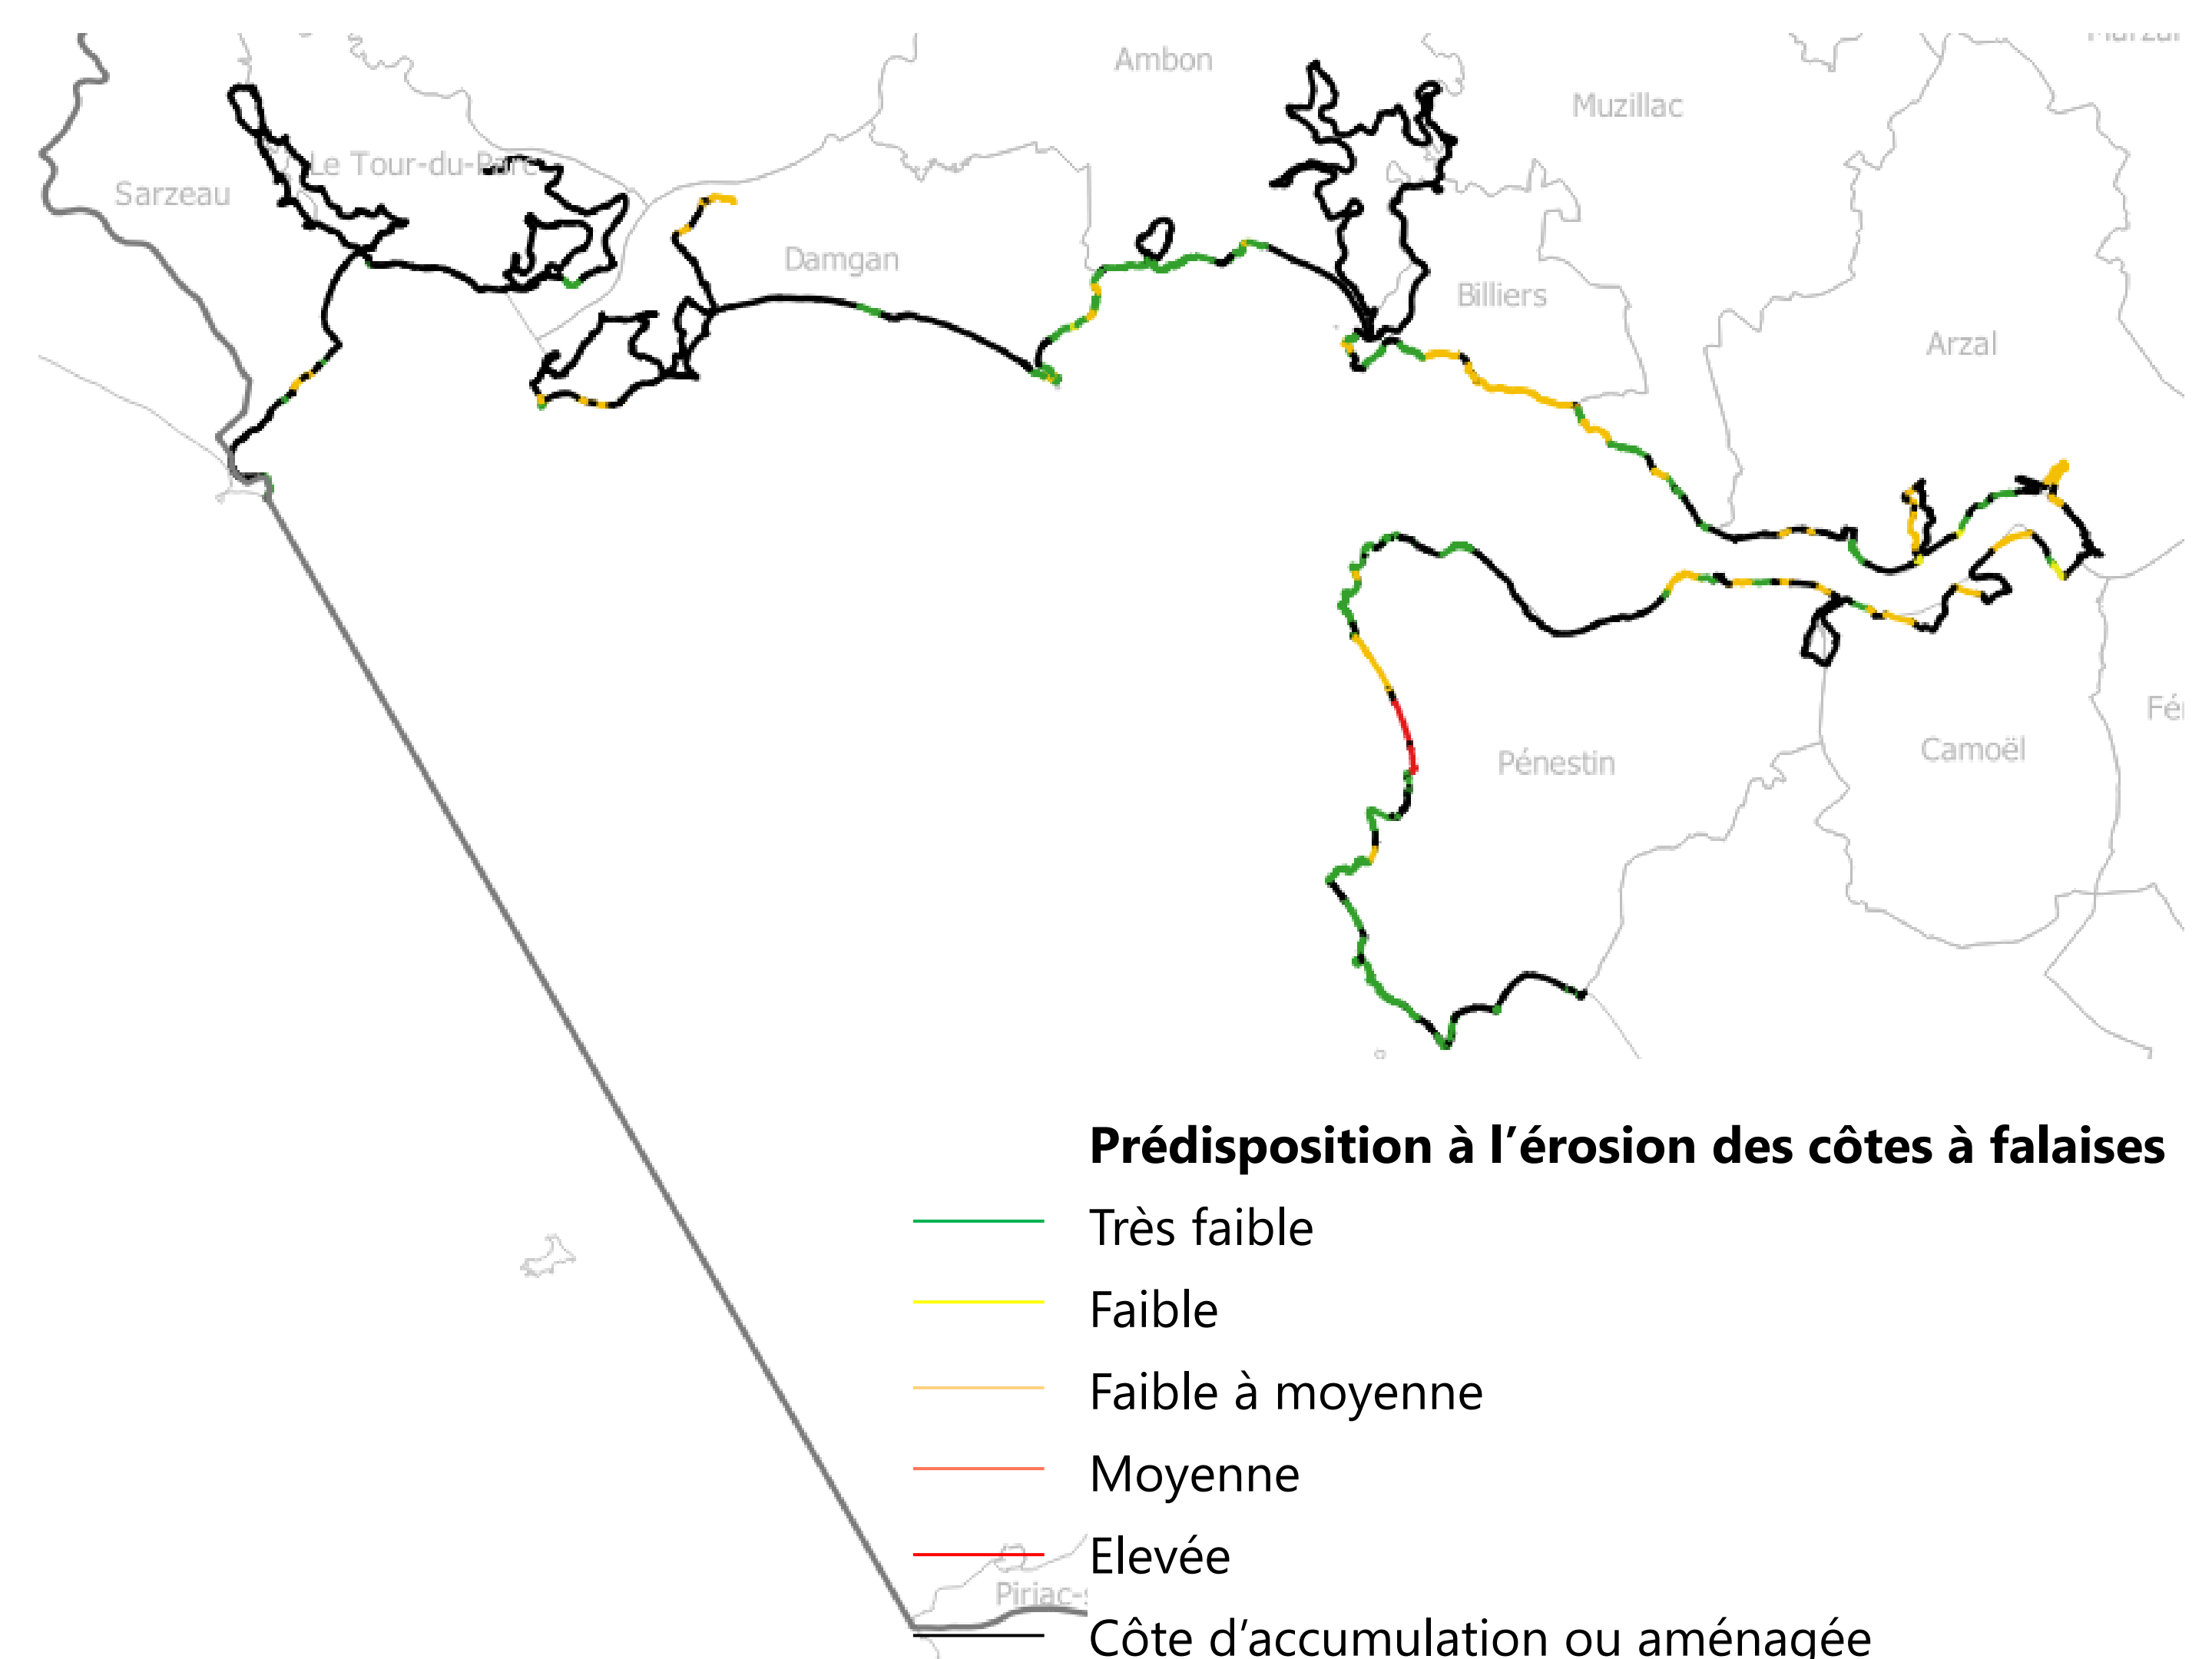 Ambon
Muzillac
Le Tour-du-Parc
Sarzeau
Damgan
Billiers
Arzal
Pénestin
Camoël
Prédisposition à l’érosion des côtes à falaises
Très faible
Faible
Faible à moyenne
Moyenne
Elevée
Piriac-
Côte d’accumulation ou aménagée